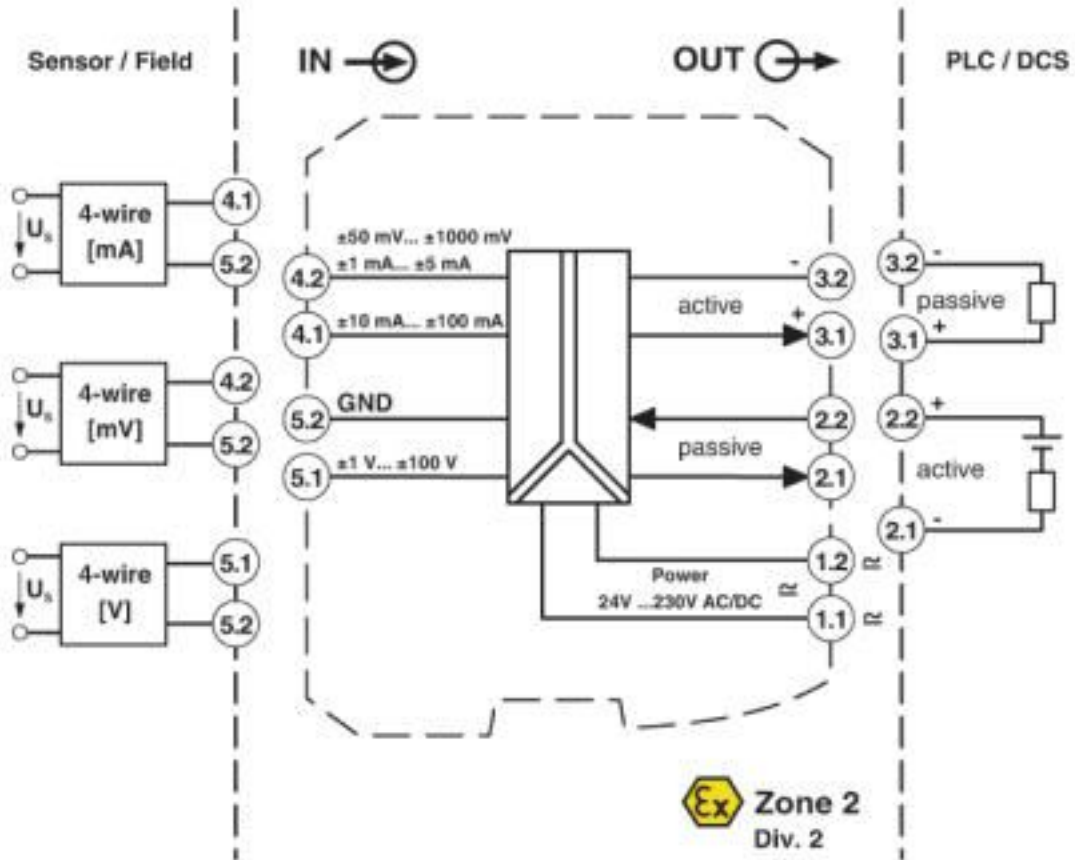 Sensor / Field
IN
OUT
PLC / DCS
4-wire
[mA]
Us
4.1
5.2
4-wire
[mV]
Us
4.2
5.2
4-wire
[V]
Us
5.1
5.2
±50 mV... ±1000 mV
±1 mA... ±5 mA
4.2
±10 mA... ±100 mA
4.1
GND
5.2
±1 V... ±100 V
5.1
-
3.2
active
+
3.1
2.2
passive
2.1
1.2 ≂
Power
24V ...230V AC/DC
≂
1.1 ≂
3.2 -
passive
3.1 +
2.2 +
active
2.1 -
Ex Zone 2
Div. 2